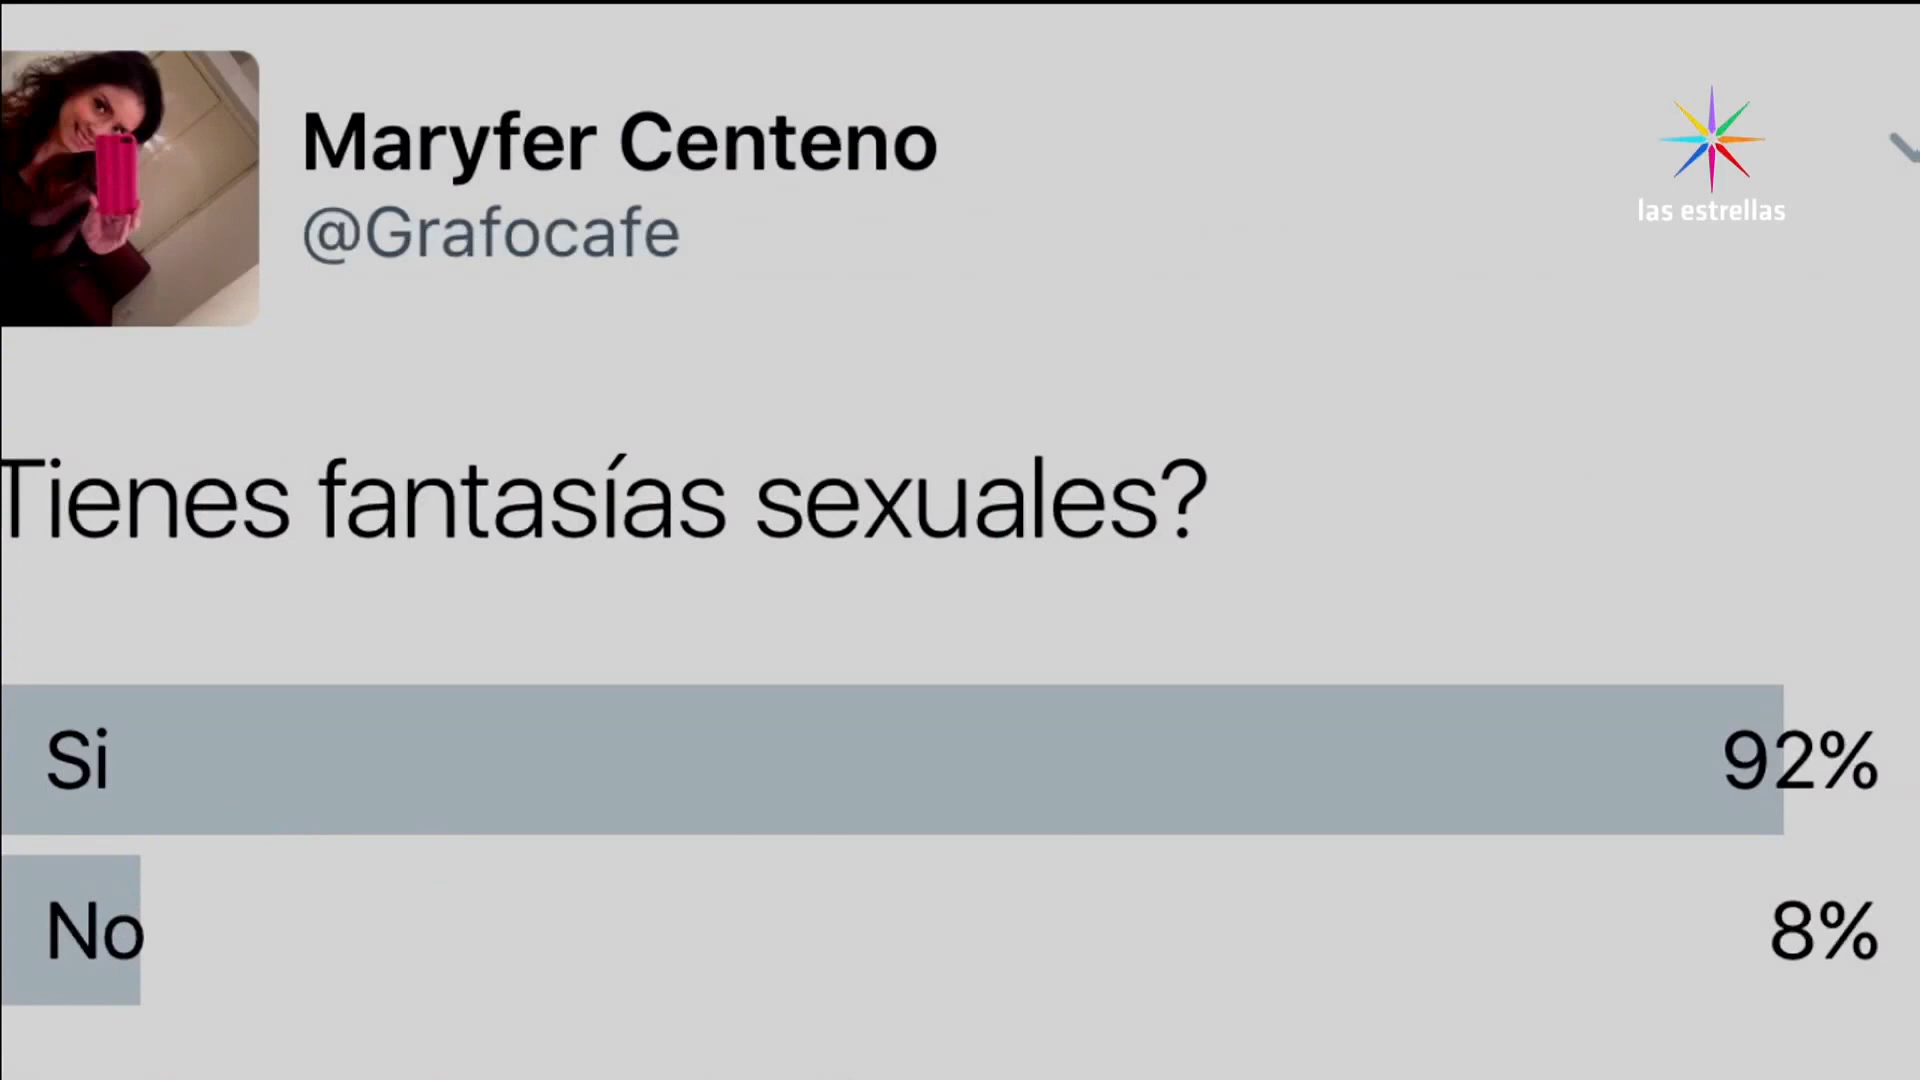 Maryfer Centeno
@Grafocafe
las estrellas
Tienes fantasías sexuales?
Si 92%
No 8%